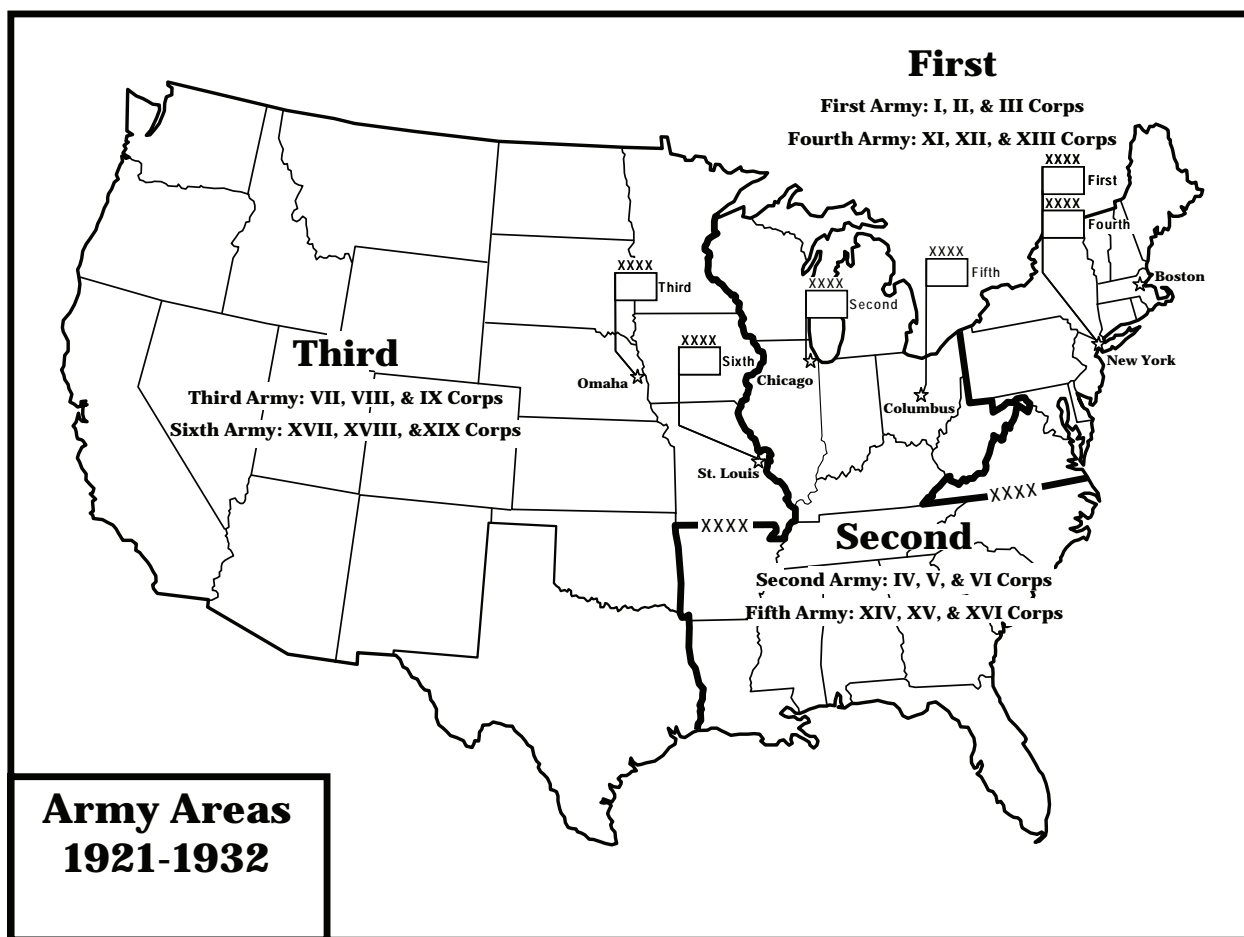 First
First Army: I, II, & III Corps
Fourth Army: XI, XII, & XIII Corps
XXXX
First
XXXX
Fourth
XXXX
Fifth
XXXX
Third
XXXX
Second
Boston
XXXX
Sixth
New York
Third
Omaha
Chicago
Third Army: VII, VIII, & IX Corps
Columbus
Sixth Army: XVII, XVIII, &XIX Corps
St. Louis
XXXX
XXXX
Second
Second Army: IV, V, & VI Corps
Fifth Army: XIV, XV, & XVI Corps
Army Areas
1921-1932